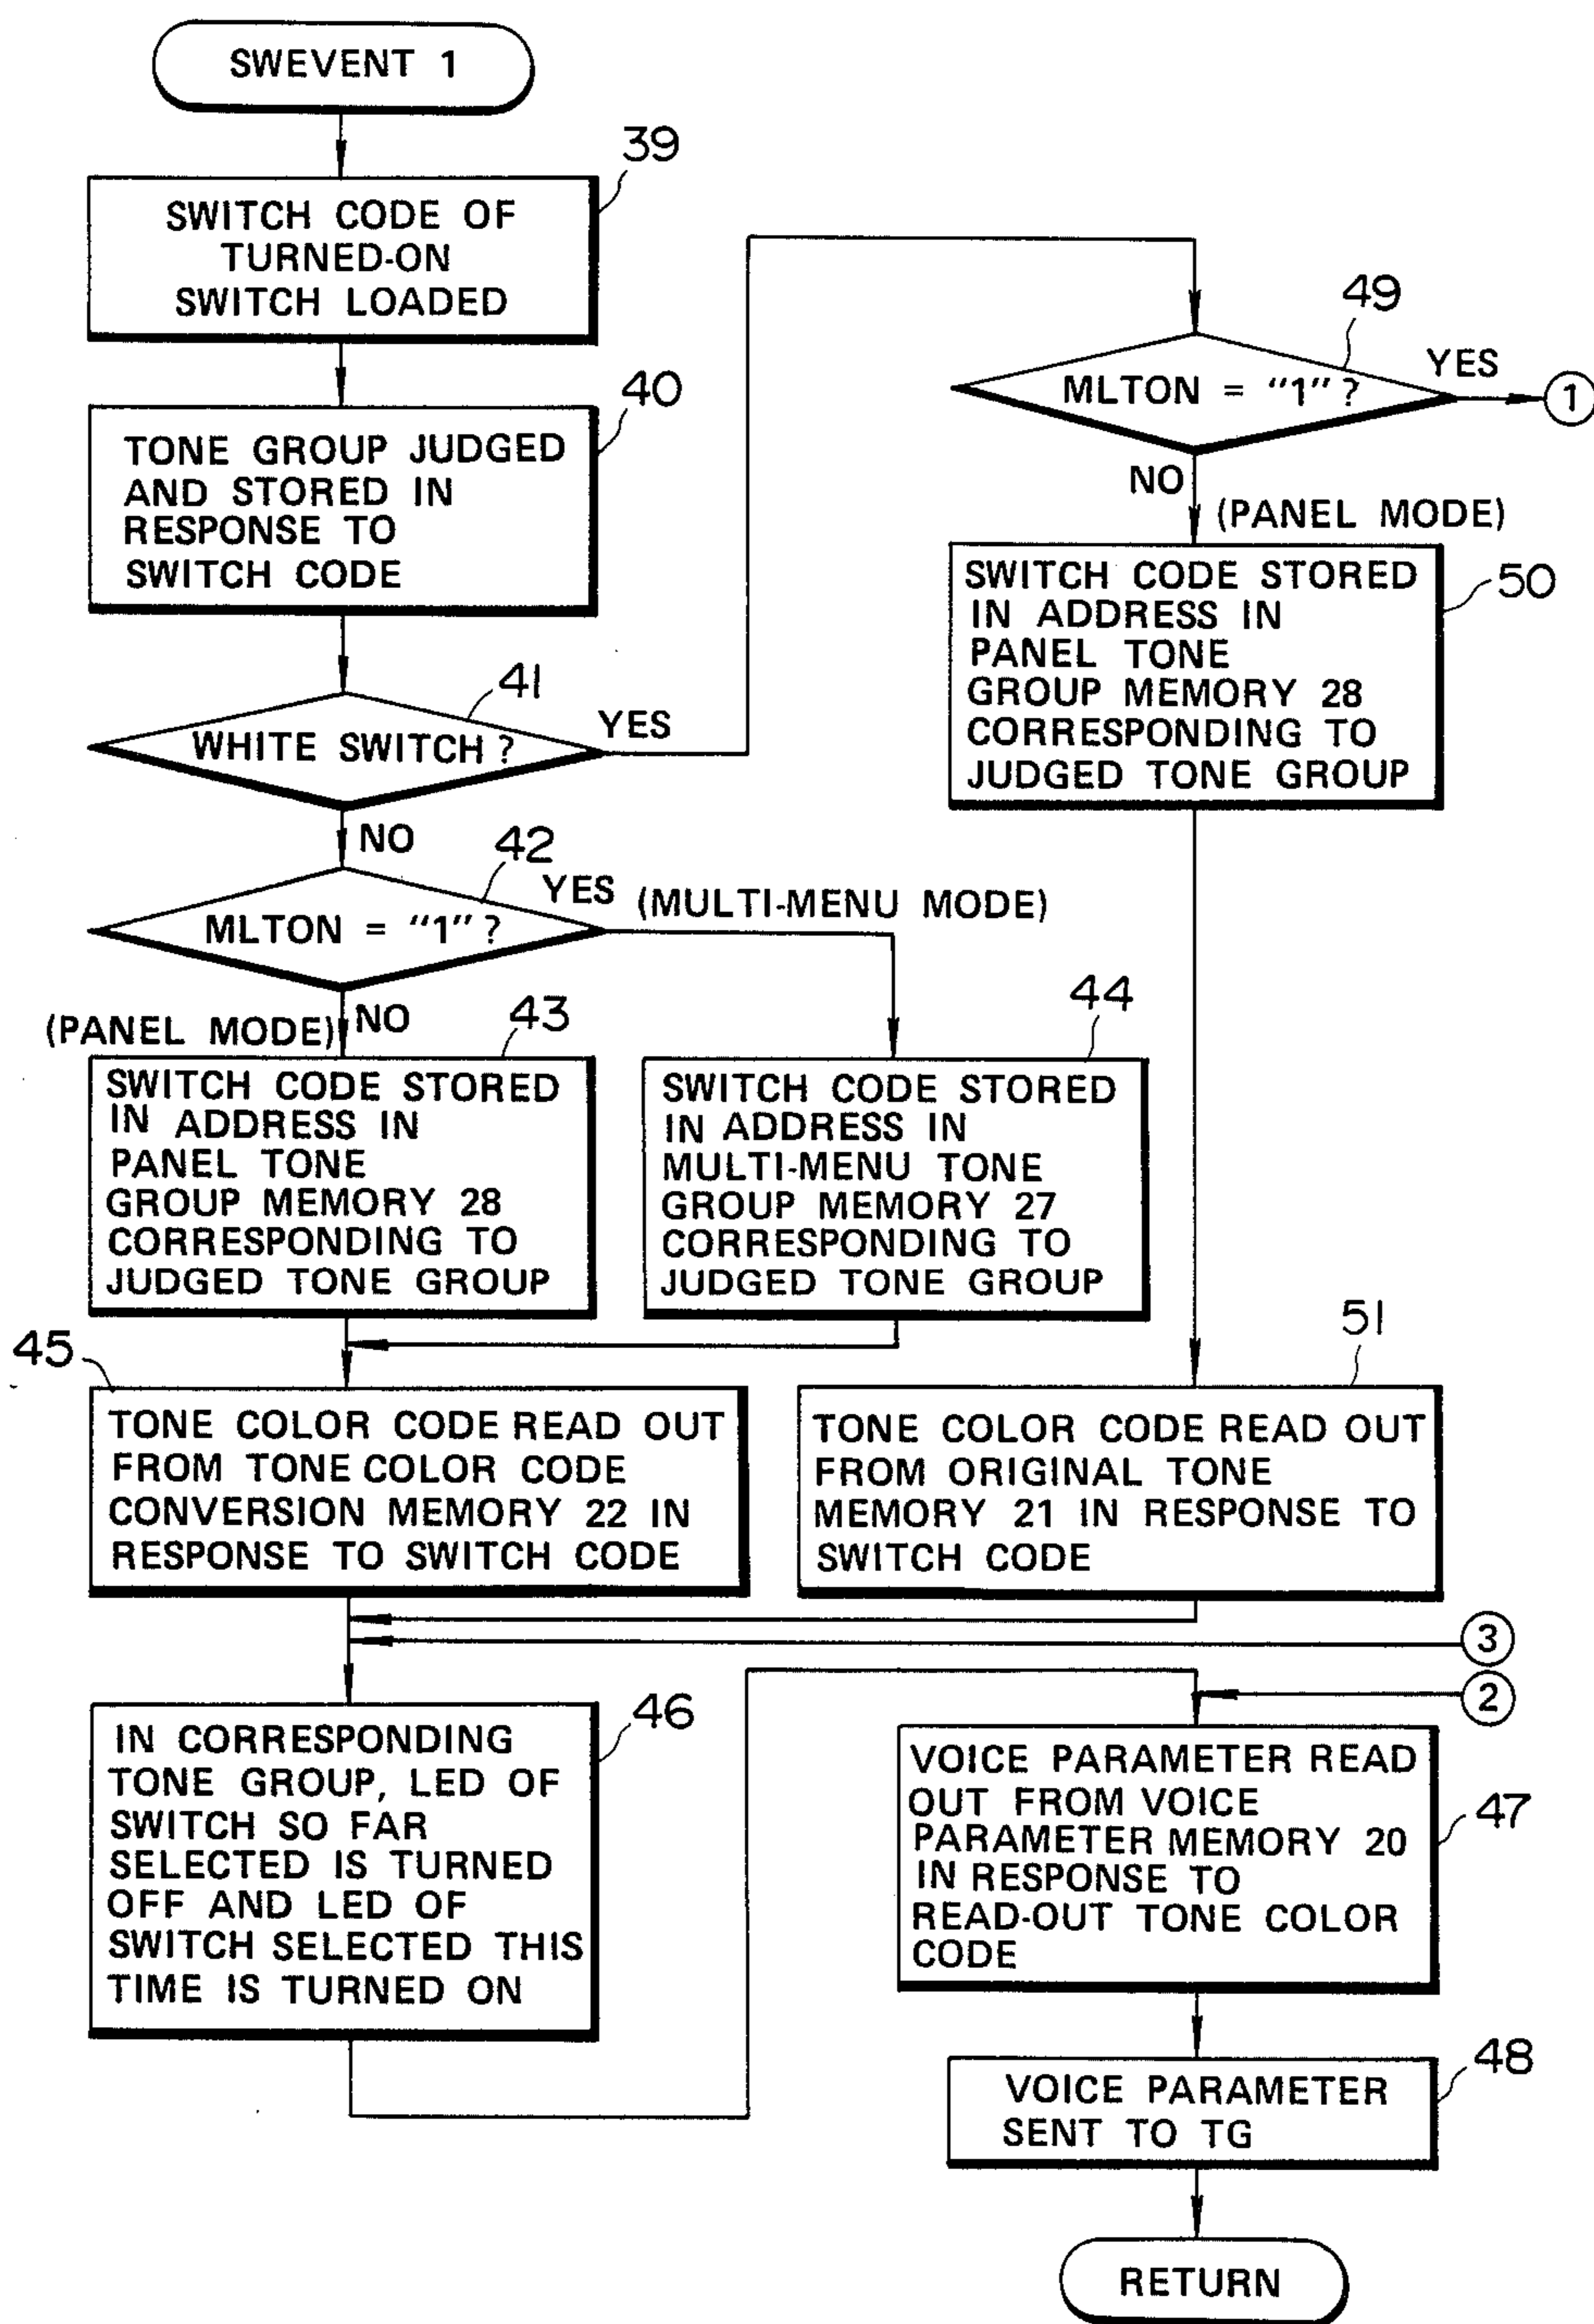 SWEVENT 1
39
SWITCH CODE OF
TURNED-ON
SWITCH LOADED
40
TONE GROUP JUDGED
AND STORED IN
RESPONSE TO
SWITCH CODE
41
WHITE SWITCH ?
YES
NO
42
MLTON = "1" ?
YES (MULTI-MENU MODE)
(PANEL MODE) NO
43
SWITCH CODE STORED
IN ADDRESS IN
PANEL TONE
GROUP MEMORY 28
CORRESPONDING TO
JUDGED TONE GROUP
44
SWITCH CODE STORED
IN ADDRESS IN
MULTI-MENU TONE
GROUP MEMORY 27
CORRESPONDING TO
JUDGED TONE GROUP
45
TONE COLOR CODE READ OUT
FROM TONE COLOR CODE
CONVERSION MEMORY 22 IN
RESPONSE TO SWITCH CODE
46
IN CORRESPONDING
TONE GROUP, LED OF
SWITCH SO FAR
SELECTED IS TURNED
OFF AND LED OF
SWITCH SELECTED THIS
TIME IS TURNED ON
49
MLTON = "1" ?
YES
1
NO
(PANEL MODE)
50
SWITCH CODE STORED
IN ADDRESS IN
PANEL TONE
GROUP MEMORY 28
CORRESPONDING TO
JUDGED TONE GROUP
51
TONE COLOR CODE READ OUT
FROM ORIGINAL TONE
MEMORY 21 IN RESPONSE TO
SWITCH CODE
3
2
47
VOICE PARAMETER READ
OUT FROM VOICE
PARAMETER MEMORY 20
IN RESPONSE TO
READ-OUT TONE COLOR
CODE
48
VOICE PARAMETER
SENT TO TG
RETURN